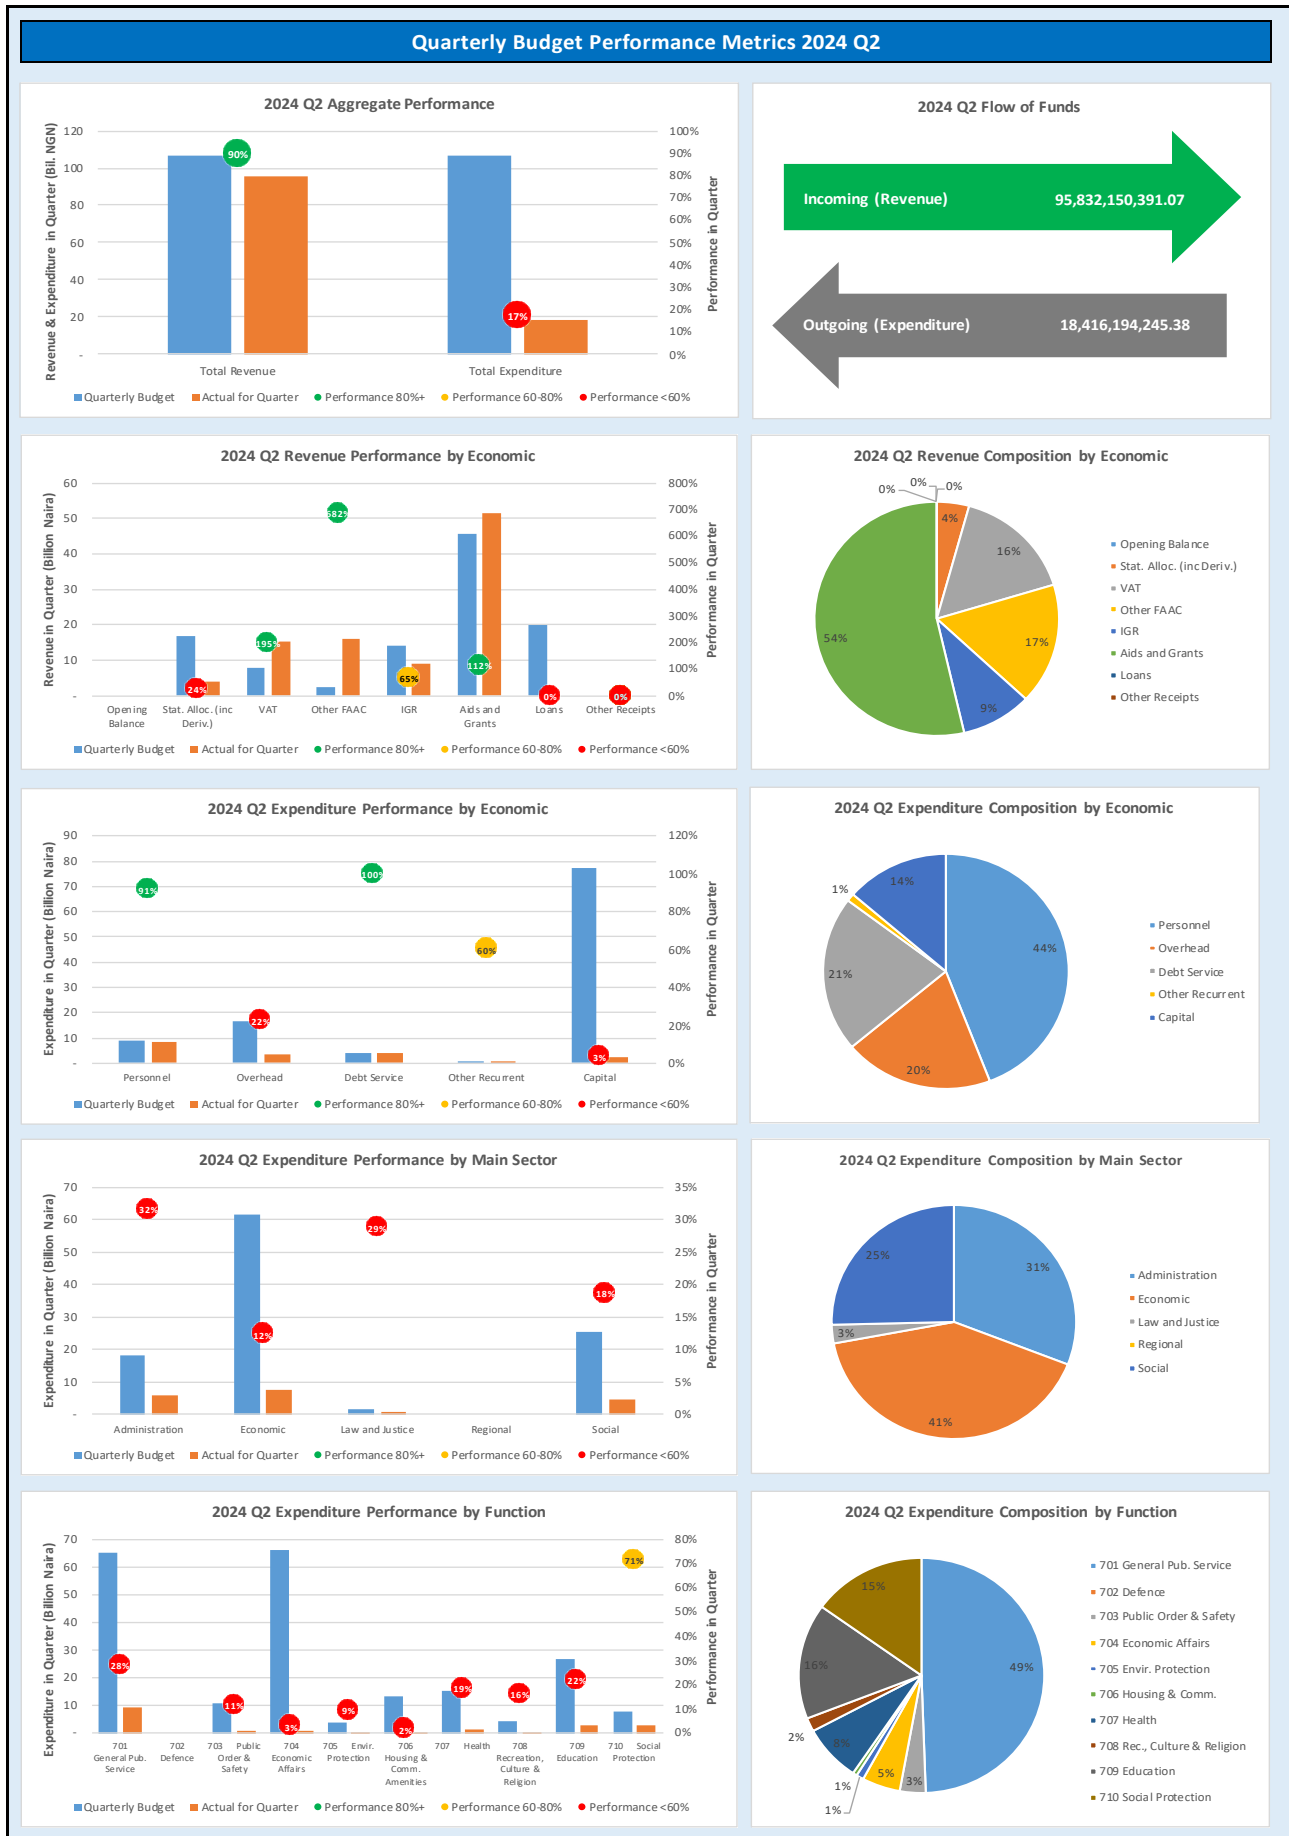 Quarterly Budget Performance Metrics 2024 Q2
2024 Q2 Aggregate Performance
Revenue & Expenditure in Quarter (Bil. NGN)
120
100
80
60
40
20
-
100%
90%
80%
70%
60%
50%
40%
30%
20%
10%
0%
Performance in Quarter
90%
17%
Total Revenue
Total Expenditure
Quarterly Budget
Actual for Quarter
Performance 80%+
Performance 60-80%
Performance <60%
2024 Q2 Flow of Funds
Incoming (Revenue) 95,832,150,391.07
Outgoing (Expenditure) 18,416,194,245.38
2024 Q2 Revenue Performance by Economic
Revenue in Quarter (Billion Naira)
60
50
40
30
20
10
-
800%
700%
600%
500%
400%
300%
200%
100%
0%
Performance in Quarter
24%
195%
682%
65%
112%
0%
0%
Opening
Balance
Stat. Alloc. (inc
Deriv.)
VAT
Other FAAC
IGR
Aids and
Grants
Loans
Other Receipts
Quarterly Budget
Actual for Quarter
Performance 80%+
Performance 60-80%
Performance <60%
2024 Q2 Revenue Composition by Economic
0%
0%
0%
4%
16%
17%
9%
54%
Opening Balance
Stat. Alloc. (inc Deriv.)
VAT
Other FAAC
IGR
Aids and Grants
Loans
Other Receipts
2024 Q2 Expenditure Performance by Economic
Expenditure in Quarter (Billion Naira)
90
80
70
60
50
40
30
20
10
-
120%
100%
80%
60%
40%
20%
0%
Performance in Quarter
91%
22%
100%
60%
3%
Personnel
Overhead
Debt Service
Other Recurrent
Capital
Quarterly Budget
Actual for Quarter
Performance 80%+
Performance 60-80%
Performance <60%
2024 Q2 Expenditure Composition by Economic
14%
1%
44%
21%
20%
Personnel
Overhead
Debt Service
Other Recurrent
Capital
2024 Q2 Expenditure Performance by Main Sector
Expenditure in Quarter (Billion Naira)
70
60
50
40
30
20
10
-
35%
30%
25%
20%
15%
10%
5%
0%
Performance in Quarter
32%
12%
29%
18%
Administration
Economic
Law and Justice
Regional
Social
Quarterly Budget
Actual for Quarter
Performance 80%+
Performance 60-80%
Performance <60%
2024 Q2 Expenditure Composition by Main Sector
25%
31%
3%
41%
Administration
Economic
Law and Justice
Regional
Social
2024 Q2 Expenditure Performance by Function
Expenditure in Quarter (Billion Naira)
70
60
50
40
30
20
10
-
80%
70%
60%
50%
40%
30%
20%
10%
0%
Performance in Quarter
28%
11%
3%
9%
2%
19%
16%
22%
71%
701
General Pub.
Service
702
Defence
703 Public
Order &
Safety
704
Economic
Affairs
705 Envir.
Protection
706
Housing &
Comm.
Amenities
707 Health
708
Recreation,
Culture &
Religion
709
Education
710 Social
Protection
Quarterly Budget
Actual for Quarter
Performance 80%+
Performance 60-80%
Performance <60%
2024 Q2 Expenditure Composition by Function
15%
49%
16%
2%
8%
1%
1%
5%
3%
701 General Pub. Service
702 Defence
703 Public Order & Safety
704 Economic Affairs
705 Envir. Protection
706 Housing & Comm.
707 Health
708 Rec., Culture & Religion
709 Education
710 Social Protection